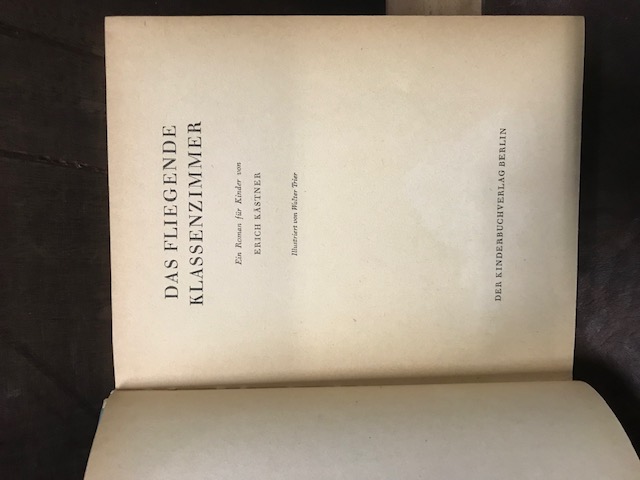 DAS FLIEGENDE
KLASSENZIMMER
Ein Roman für Kinder von
ERICH KÄSTNER
Illustriert von Walter Trier
DER KINDERBUCHVERLAG BERLIN